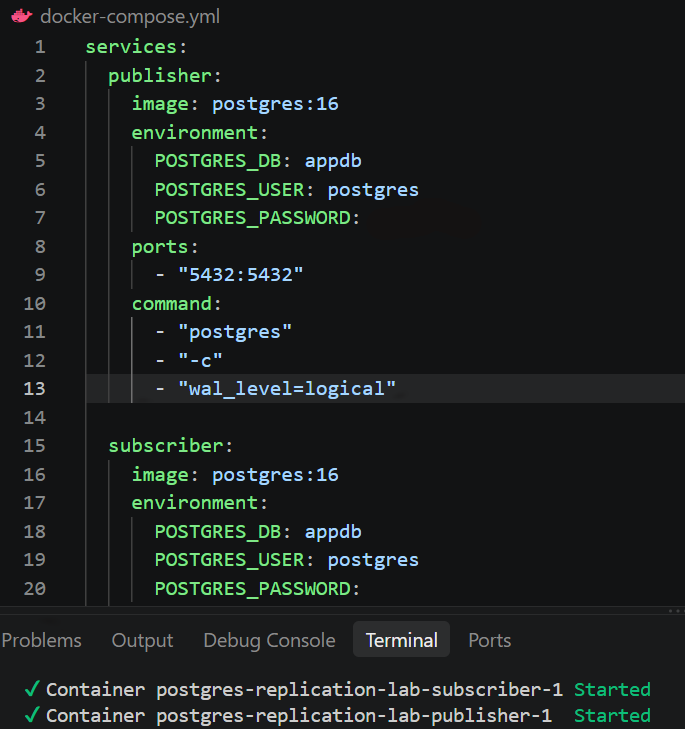 docker-compose.yml
1 services:
2 publisher:
3 image: postgres:16
4 environment:
5 POSTGRES_DB: appdb
6 POSTGRES_USER: postgres
7 POSTGRES_PASSWORD:
8 ports:
9 - "5432:5432"
10 command:
11 - "postgres"
12 - "-c"
13 - "wal_level=logical"
14
15 subscriber:
16 image: postgres:16
17 environment:
18 POSTGRES_DB: appdb
19 POSTGRES_USER: postgres
20 POSTGRES_PASSWORD:
Problems Output Debug Console Terminal Ports
✓ Container postgres-replication-lab-subscriber-1 Started
✓ Container postgres-replication-lab-publisher-1 Started